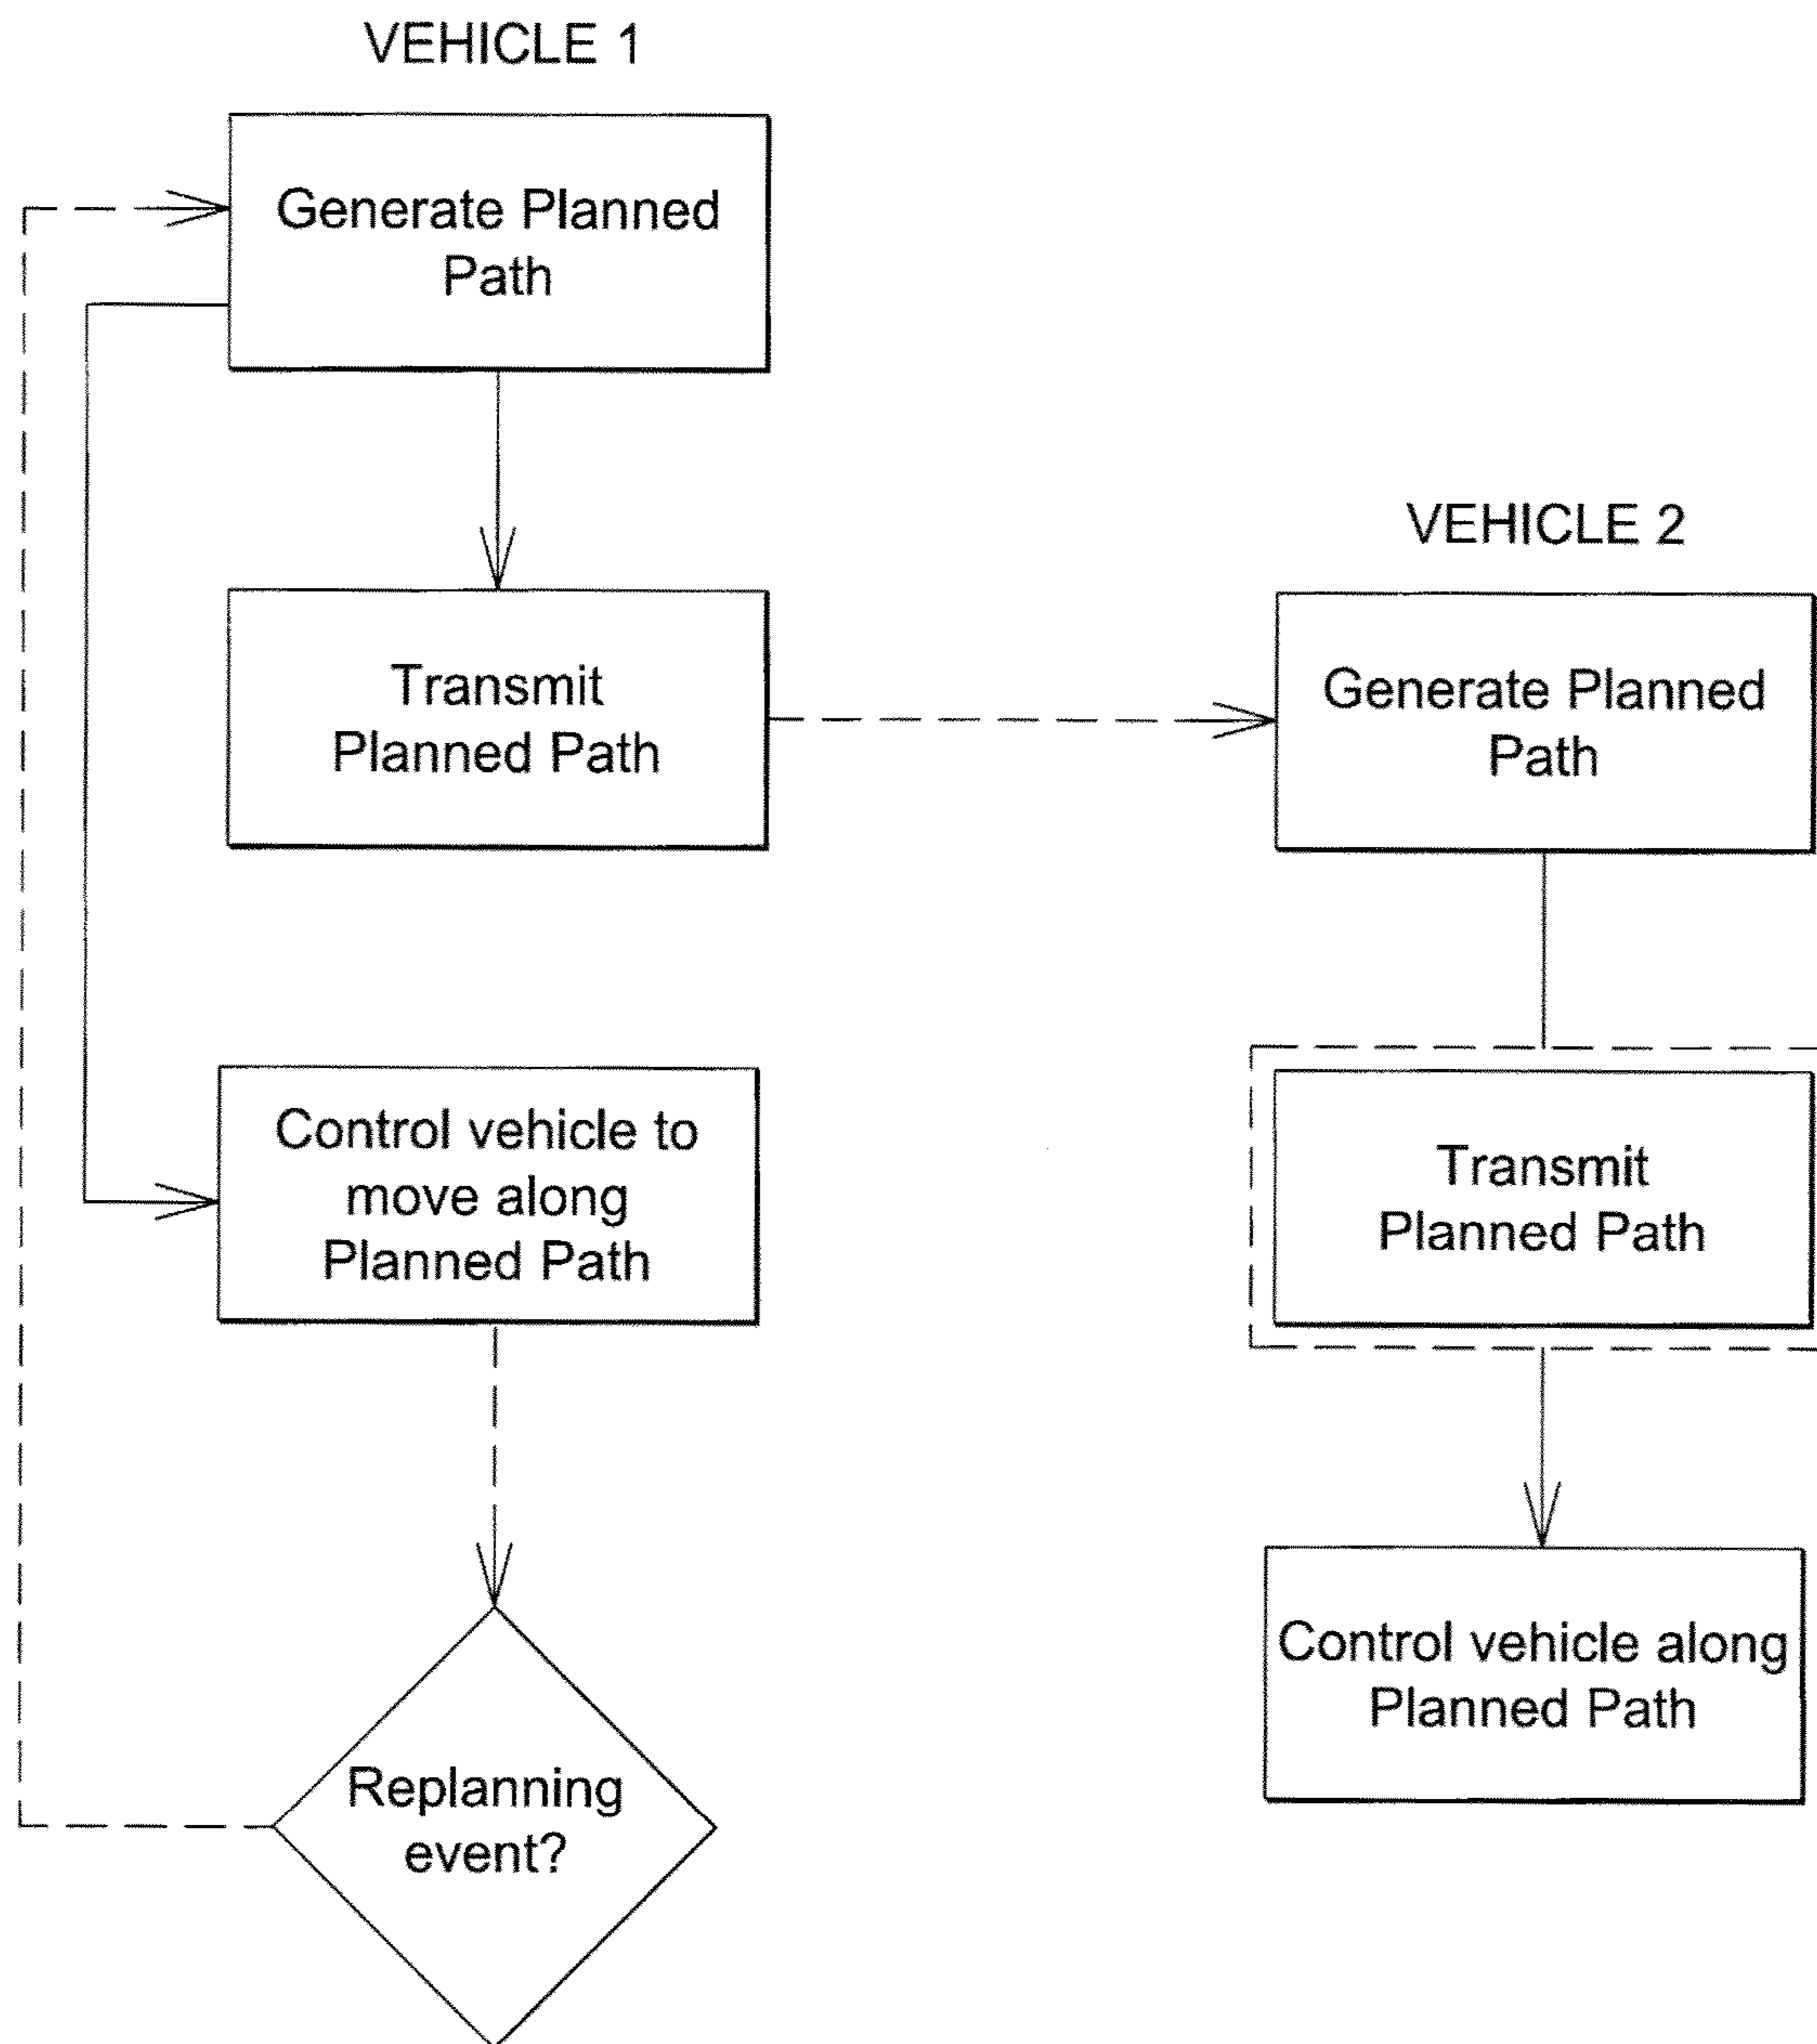 VEHICLE 1
Generate Planned
Path
Transmit
Planned Path
Control vehicle to
move along
Planned Path
Replanning
event?
VEHICLE 2
Generate Planned
Path
Transmit
Planned Path
Control vehicle along
Planned Path